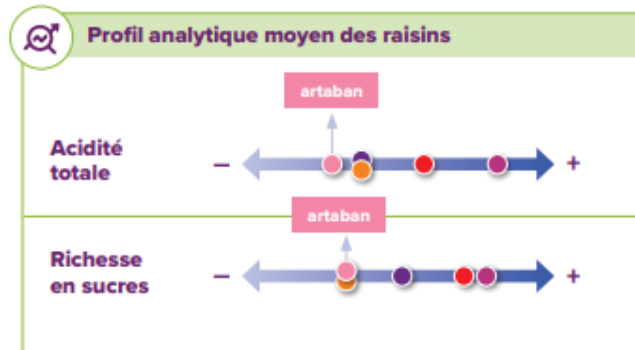 Profil analytique moyen des raisins
artaban
Acidité
totale
– +
artaban
Richesse
en sucres
– +